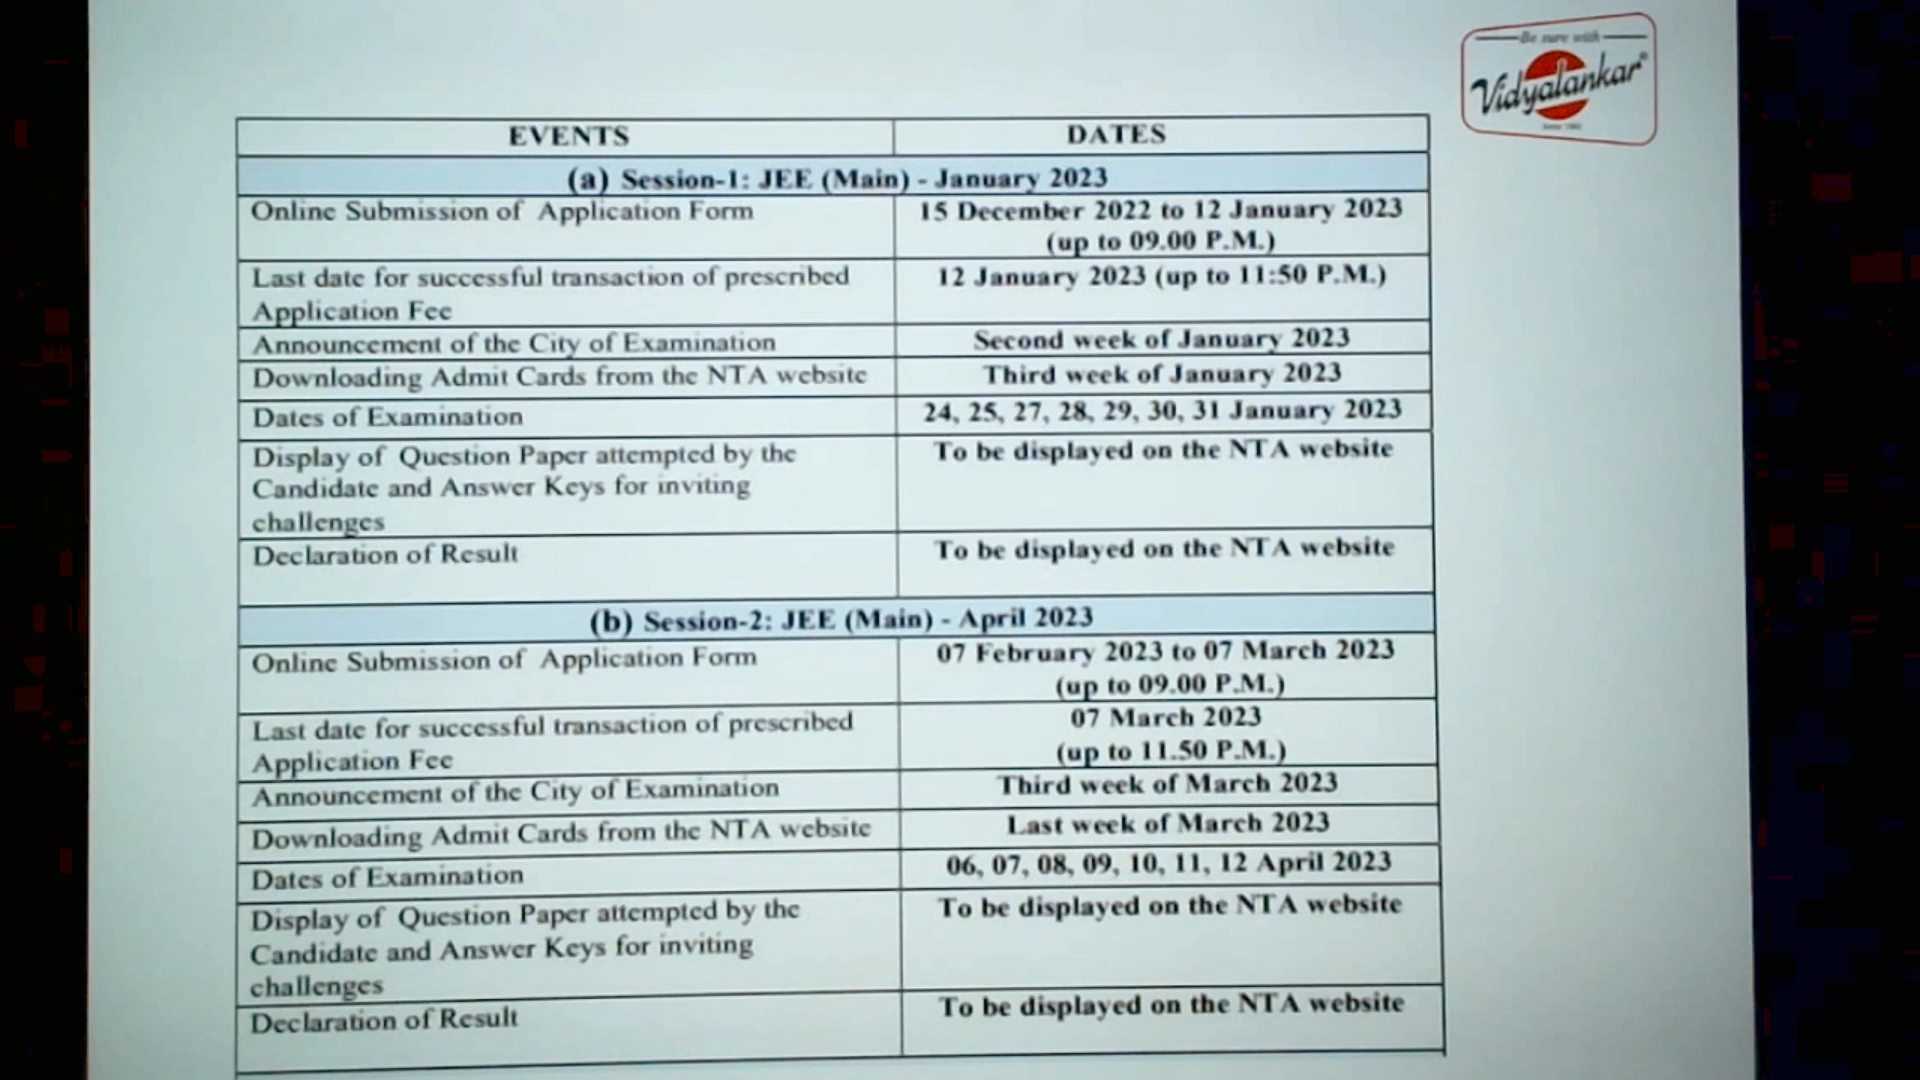 Be sure with
Vidyalankar
EVENTS DATES
(a) Session-1: JEE (Main) - January 2023
Online Submission of Application Form 15 December 2022 to 12 January 2023
(up to 09.00 P.M.)
Last date for successful transaction of prescribed 12 January 2023 (up to 11:50 P.M.)
Application Fee
Announcement of the City of Examination Second week of January 2023
Downloading Admit Cards from the NTA website Third week of January 2023
Dates of Examination 24, 25, 27, 28, 29, 30, 31 January 2023
Display of Question Paper attempted by the To be displayed on the NTA website
Candidate and Answer Keys for inviting
challenges
Declaration of Result To be displayed on the NTA website
(b) Session-2: JEE (Main) - April 2023
Online Submission of Application Form 07 February 2023 to 07 March 2023
(up to 09.00 P.M.)
Last date for successful transaction of prescribed 07 March 2023
Application Fee (up to 11.50 P.M.)
Announcement of the City of Examination Third week of March 2023
Downloading Admit Cards from the NTA website Last week of March 2023
Dates of Examination 06, 07, 08, 09, 10, 11, 12 April 2023
Display of Question Paper attempted by the To be displayed on the NTA website
Candidate and Answer Keys for inviting
challenges
Declaration of Result To be displayed on the NTA website